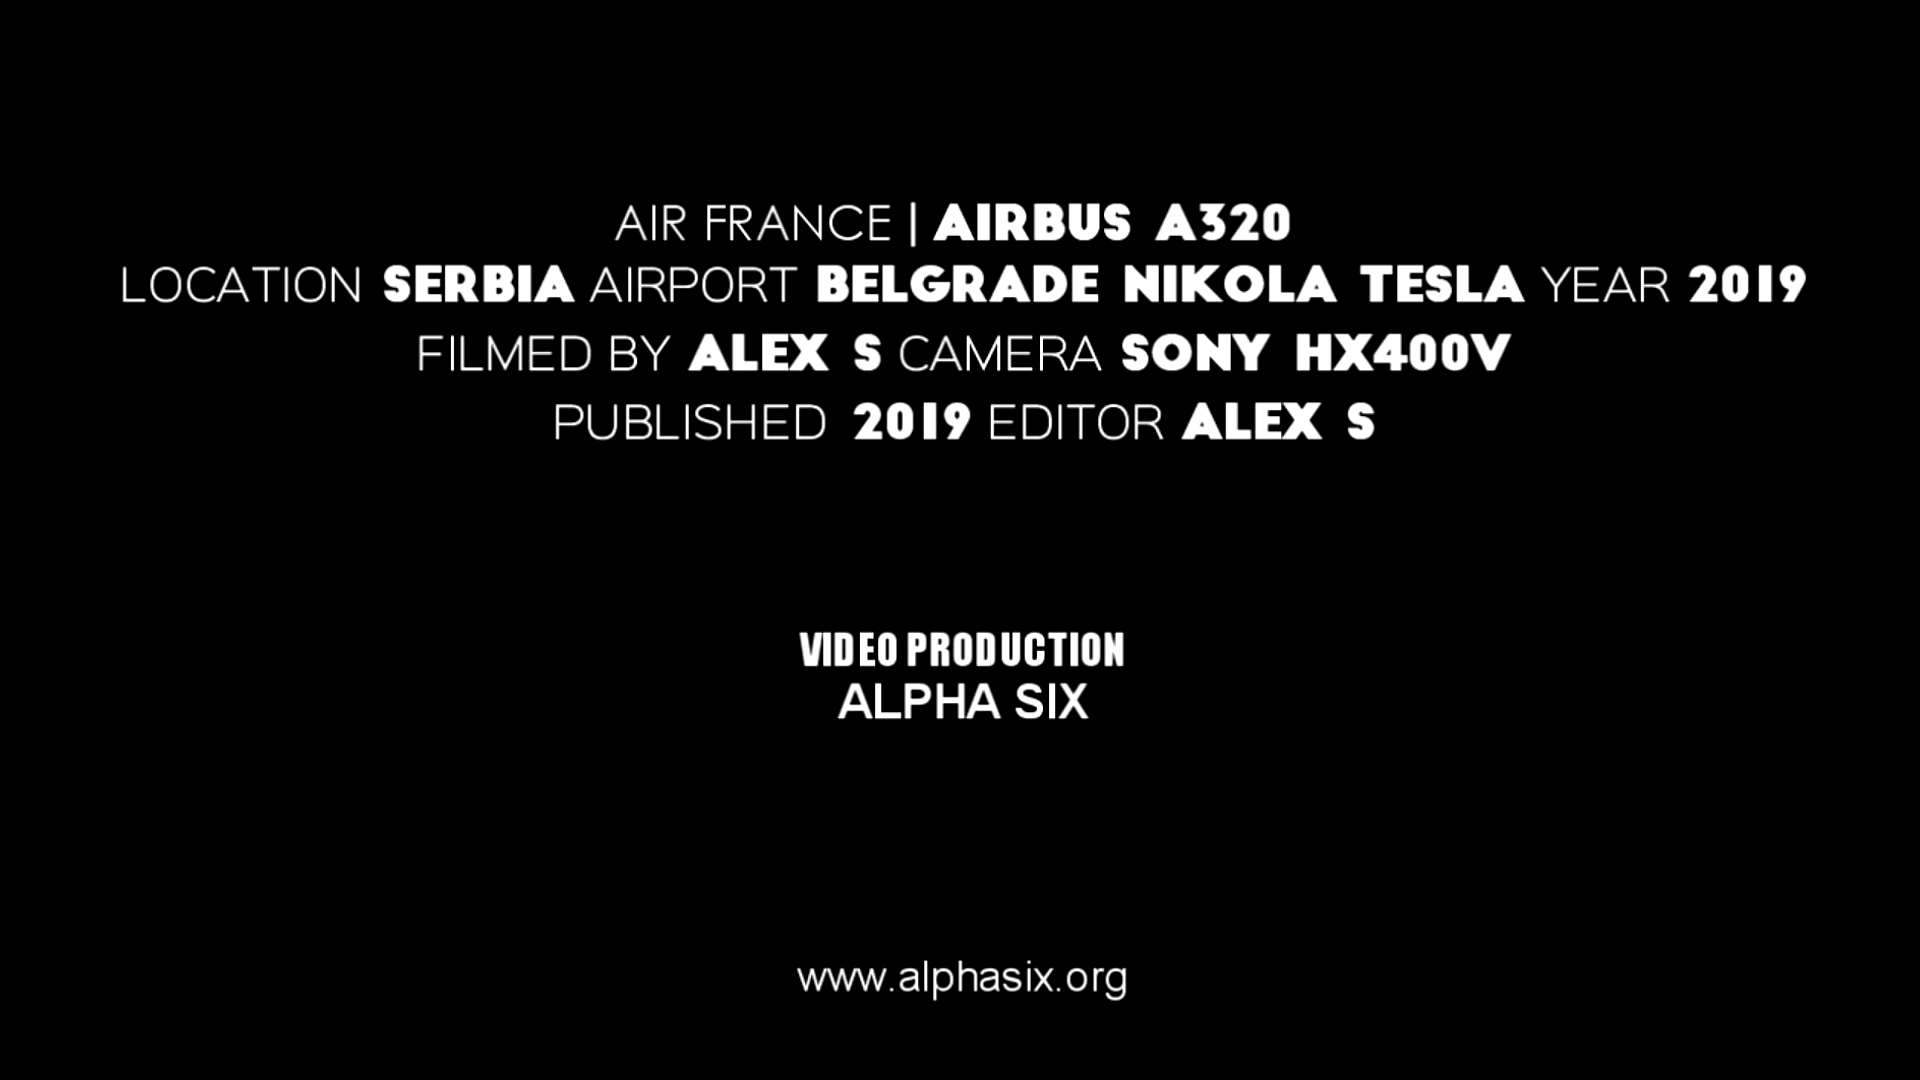 AIR FRANCE | AIRBUS A320
LOCATION SERBIA AIRPORT BELGRADE NIKOLA TESLA YEAR 2019
FILMED BY ALEX S CAMERA SONY HX400V
PUBLISHED 2019 EDITOR ALEX S
VIDEO PRODUCTION
ALPHA SIX
www.alphasix.org